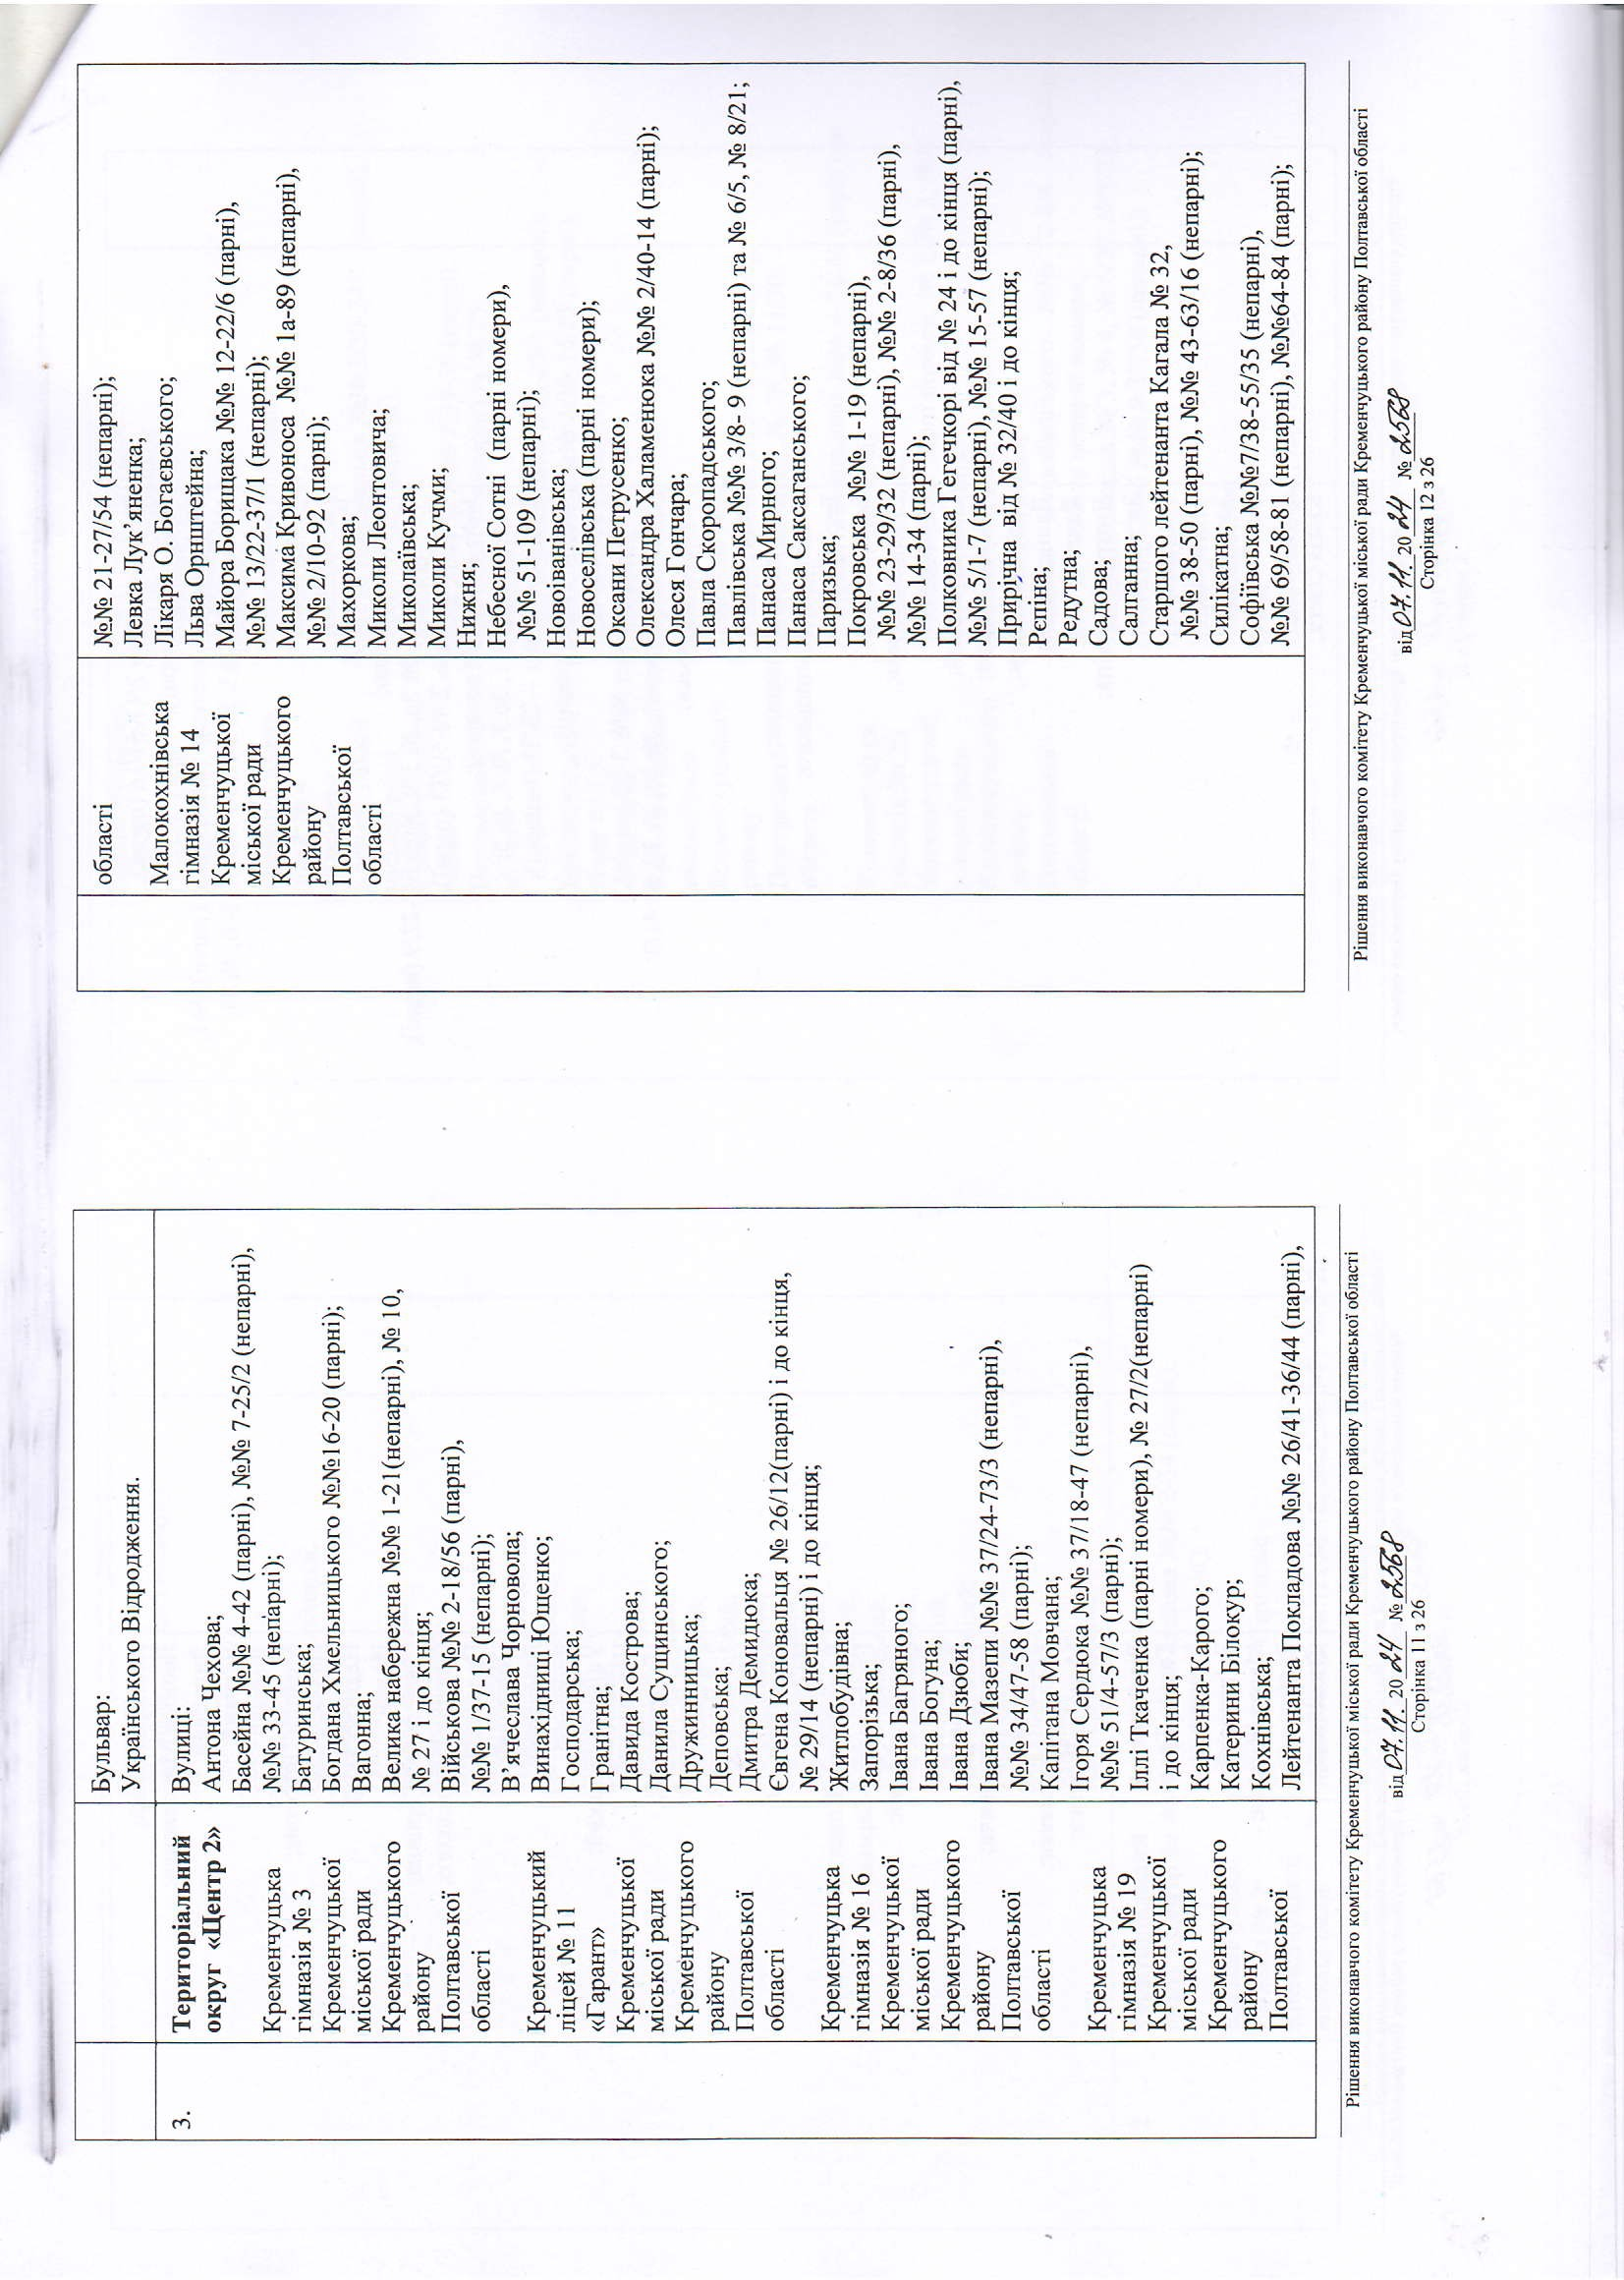 Бульвар:
Українського Відродження.
3.
Територіальний
округ «Центр 2»
Кременчуцька
гімназія № 3
Кременчуцької
міської ради
Кременчуцького
району
Полтавської
області
Кременчуцький
ліцей № 11
«Гарант»
Кременчуцької
міської ради
Кременчуцького
району
Полтавської
області
Кременчуцька
гімназія № 16
Кременчуцької
міської ради
Кременчуцького
району
Полтавської
області
Кременчуцька
гімназія № 19
Кременчуцької
міської ради
Кременчуцького
району
Полтавської
Вулиці:
Антона Чехова;
Басейна №№ 4-42 (парні), №№ 7-25/2 (непарні),
№№ 33-45 (непарні);
Батуринська;
Богдана Хмельницького №№16-20 (парні);
Вагонна;
Велика набережна №№ 1-21(непарні), № 10,
№ 27 і до кінця;
Військова №№ 2-18/56 (парні),
№№ 1/37-15 (непарні);
В’ячеслава Чорновола;
Винахідниці Ющенко;
Господарська;
Гранітна;
Давида Кострова;
Данила Сущинського;
Дружинницька;
Деповська;
Дмитра Демидюка;
Євгена Коновальця № 26/12(парні) і до кінця,
№ 29/14 (непарні) і до кінця;
Житлобудівна;
Запорізька;
Івана Багряного;
Івана Богуна;
Івана Дзюби;
Івана Мазепи №№ 37/24-73/3 (непарні),
№№ 34/47-58 (парні);
Капітана Мовчана;
Ігоря Сердюка №№ 37/18-47 (непарні),
№№ 51/4-57/3 (парні);
Іллі Ткаченка (парні номери), № 27/2(непарні)
і до кінця;
Карпенка-Карого;
Катерини Білокур;
Кохнівська;
Лейтенанта Покладова №№ 26/41-36/44 (парні),
Рішення виконавчого комітету Кременчуцької міської ради Кременчуцького району Полтавської області
від 07.11. 20 24 № 2568
Сторінка 11 з 26
області
Малокохнівська
гімназія № 14
Кременчуцької
міської ради
Кременчуцького
району
Полтавської
області
№№ 21-27/54 (непарні);
Левка Лук’яненка;
Лікаря О. Богаєвського;
Льва Орнштейна;
Майора Борищака №№ 12-22/6 (парні),
№№ 13/22-37/1 (непарні);
Максима Кривоноса №№ 1а-89 (непарні),
№№ 2/10-92 (парні);
Махоркова;
Миколи Леонтовича;
Миколаївська;
Миколи Кучми;
Нижня;
Небесної Сотні (парні номери),
№№ 51-109 (непарні);
Новоіванівська;
Новоселівська (парні номери);
Оксани Петрусенко;
Олександра Халаменюка №№ 2/40-14 (парні);
Олеся Гончара;
Павла Скоропадського;
Павлівська №№ 3/8- 9 (непарні) та № 6/5, № 8/21;
Панаса Мирного;
Панаса Саксаганського;
Паризька;
Покровська №№ 1-19 (непарні),
№№ 23-29/32 (непарні), №№ 2-8/36 (парні),
№№ 14-34 (парні);
Полковника Гегечкорі від № 24 і до кінця (парні),
№№ 5/1-7 (непарні), №№ 15-57 (непарні);
Прирічна від № 32/40 і до кінця;
Рєпіна;
Редутна;
Садова;
Салганна;
Старшого лейтенанта Кагала № 32,
№№ 38-50 (парні), №№ 43-63/16 (непарні);
Силікатна;
Софіївська №№7/38-55/35 (непарні),
№№ 69/58-81 (непарні), №№64-84 (парні);
Рішення виконавчого комітету Кременчуцької міської ради Кременчуцького району Полтавської області
від 07.11. 20 24 № 2568
Сторінка 12 з 26